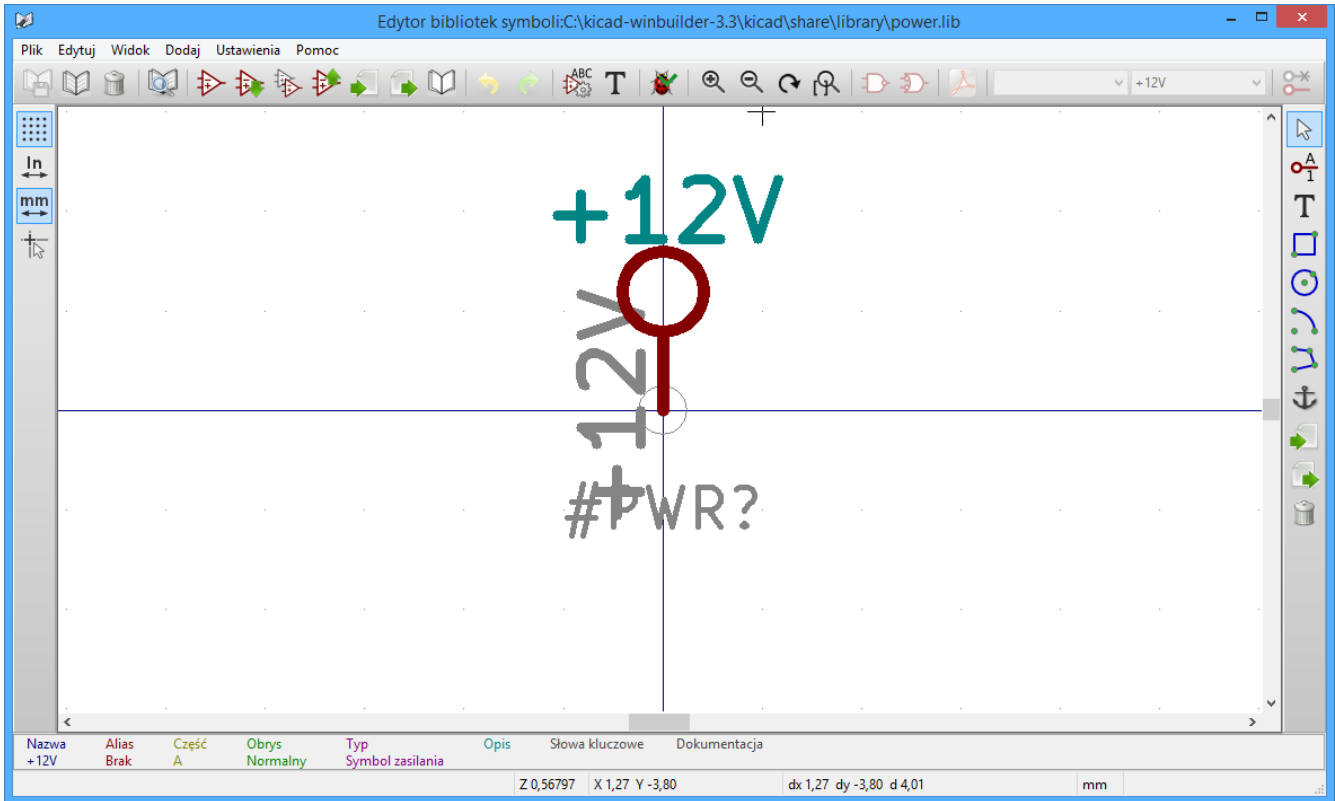 Edytor bibliotek symboli:C:\kicad-winbuilder-3.3\kicad\share\library\power.lib
Plik Edytuj Widok Dodaj Ustawienia Pomoc
ABC T +12V
In
mm
A
1
T
+12V
+12V
#PWR?
Nazwa Alias Część Obrys Typ Opis Słowa kluczowe Dokumentacja
+12V Brak A Normalny Symbol zasilania
Z 0,56797 X 1,27 Y -3,80 dx 1,27 dy -3,80 d 4,01 mm